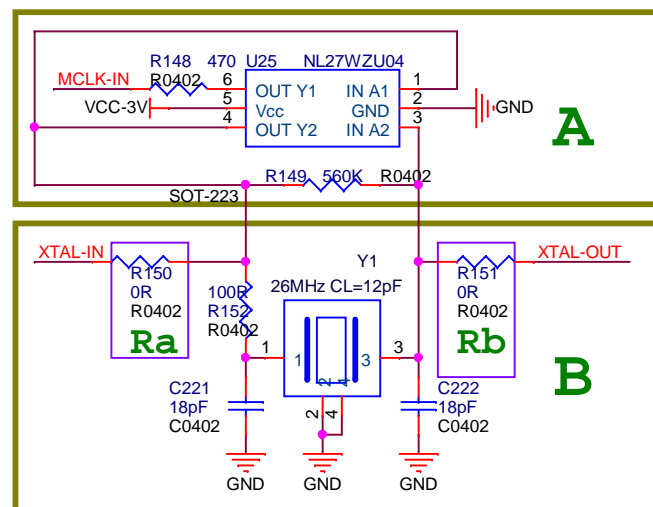 R148 470 U25 NL27WZU04
MCLK-IN R0402
6 OUT Y1 IN A1 1
VCC-3V 5 Vcc GND 2 GND
4 OUT Y2 IN A2 3
A
R149 560K R0402
SOT-223
XTAL-IN Y1 XTAL-OUT
R150 100R 26MHz CL=12pF R151
0R R152 0R
R0402 R0402 R0402
Ra Rb
1 1 2 4 3 3
B
C221 C222
18pF 2 4 18pF
C0402 C0402
GND GND GND